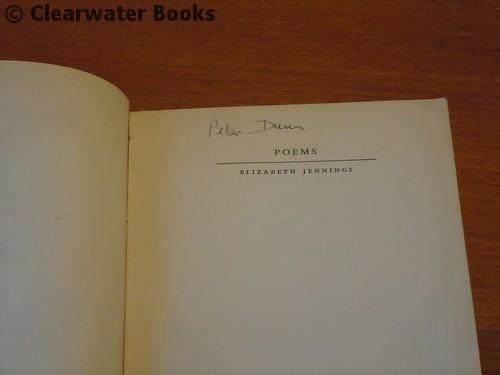 © Clearwater Books
Peter Dunn
POEMS
ELIZABETH JENNINGS